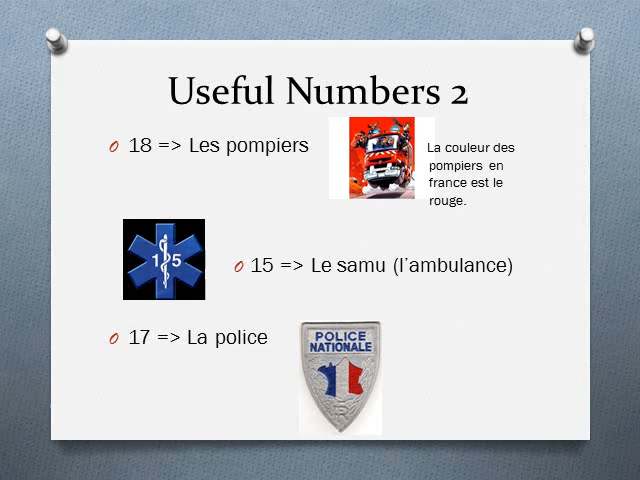 Useful Numbers 2
18 => Les pompiers
La couleur des
pompiers en
france est le
rouge.
15
15 => Le samu (l'ambulance)
17 => La police
POLICE
NATIONALE
RF